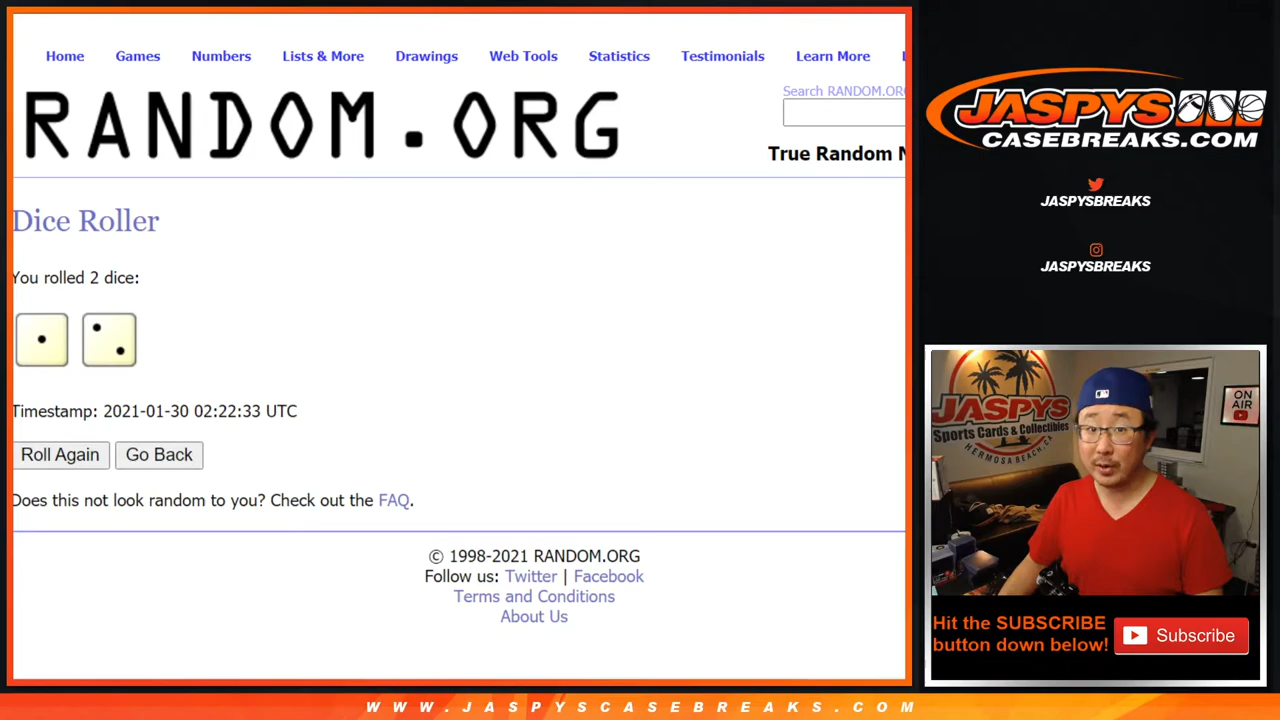 Home Games Numbers Lists & More Drawings Web Tools Statistics Testimonials Learn More
RANDOM.ORG
Search RANDOM.ORG
True Random N
Dice Roller
You rolled 2 dice:
Timestamp: 2021-01-30 02:22:33 UTC
Roll Again Go Back
Does this not look random to you? Check out the FAQ.
© 1998-2021 RANDOM.ORG
Follow us: Twitter | Facebook
Terms and Conditions
About Us
JASPYS
CASEBREAKS.COM
JASPYSBREAKS
JASPYSBREAKS
JASPYS
Sports Cards & Collectibles
HERMOSA BEACH, CA
ON
AIR
Hit the SUBSCRIBE
button down below!
Subscribe
WWW.JASPYSCASEBREAKS.COM